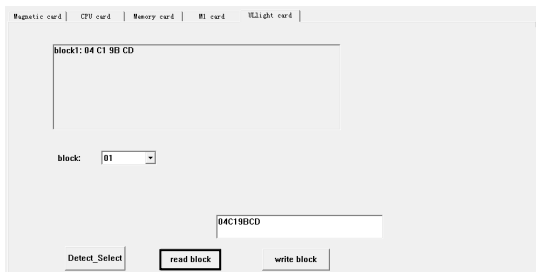 Magnetic card CPU card Memory card M1 card ULlight card
block1: 04 C1 9B CD
block: 01
04C19BCD
Detect_Select read block write block